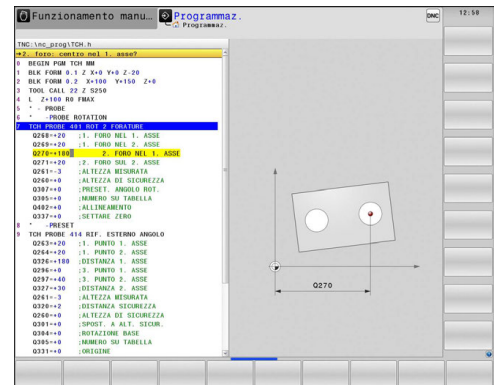 Funzionamento manu...
Programmaz.
Programmaz.
DNC
12:50
TNC:\nc_prog\TCH.h
→2. foro: centro nel 1. asse?
0 BEGIN PGM TCH MM
1 BLK FORM 0.1 Z X+0 Y+0 Z-20
2 BLK FORM 0.2 X+100 Y+150 Z+0
3 TOOL CALL 22 Z S250
4 L Z+100 R0 FMAX
5 * - PROBE
6 * -PROBE ROTATION
7 TCH PROBE 401 ROT 2 FORATURE
Q268=+20 ;1. FORO NEL 1. ASSE
Q269=+20 ;1. FORO NEL 2. ASSE
Q270=+180 2. FORO NEL 1. ASSE
Q271=+20 ;2. FORO SUL 2. ASSE
Q261=-3 ;ALTEZZA MISURATA
Q260=+0 ;ALTEZZA DI SICUREZZA
Q307=+0 ;PRESET. ANGOLO ROT.
Q305=+0 ;NUMERO SU TABELLA
Q402=+0 ;ALLINEAMENTO
Q337=+0 ;SETTARE ZERO
8 * -PRESET
9 TCH PROBE 414 RIF. ESTERNO ANGOLO
Q263=+20 ;1. PUNTO 1. ASSE
Q264=+20 ;1. PUNTO 2. ASSE
Q326=+180 ;DISTANZA 1. ASSE
Q296=+0 ;3. PUNTO 1. ASSE
Q297=+40 ;3. PUNTO 2. ASSE
Q327=+30 ;DISTANZA 2. ASSE
Q261=-3 ;ALTEZZA MISURATA
Q320=+2 ;DISTANZA SICUREZZA
Q260=+0 ;ALTEZZA DI SICUREZZA
Q301=+0 ;SPOST. A ALT. SICUR.
Q304=+0 ;ROTAZIONE BASE
Q305=+0 ;NUMERO SU TABELLA
Q331=+0 ;ORIGINE
Q270